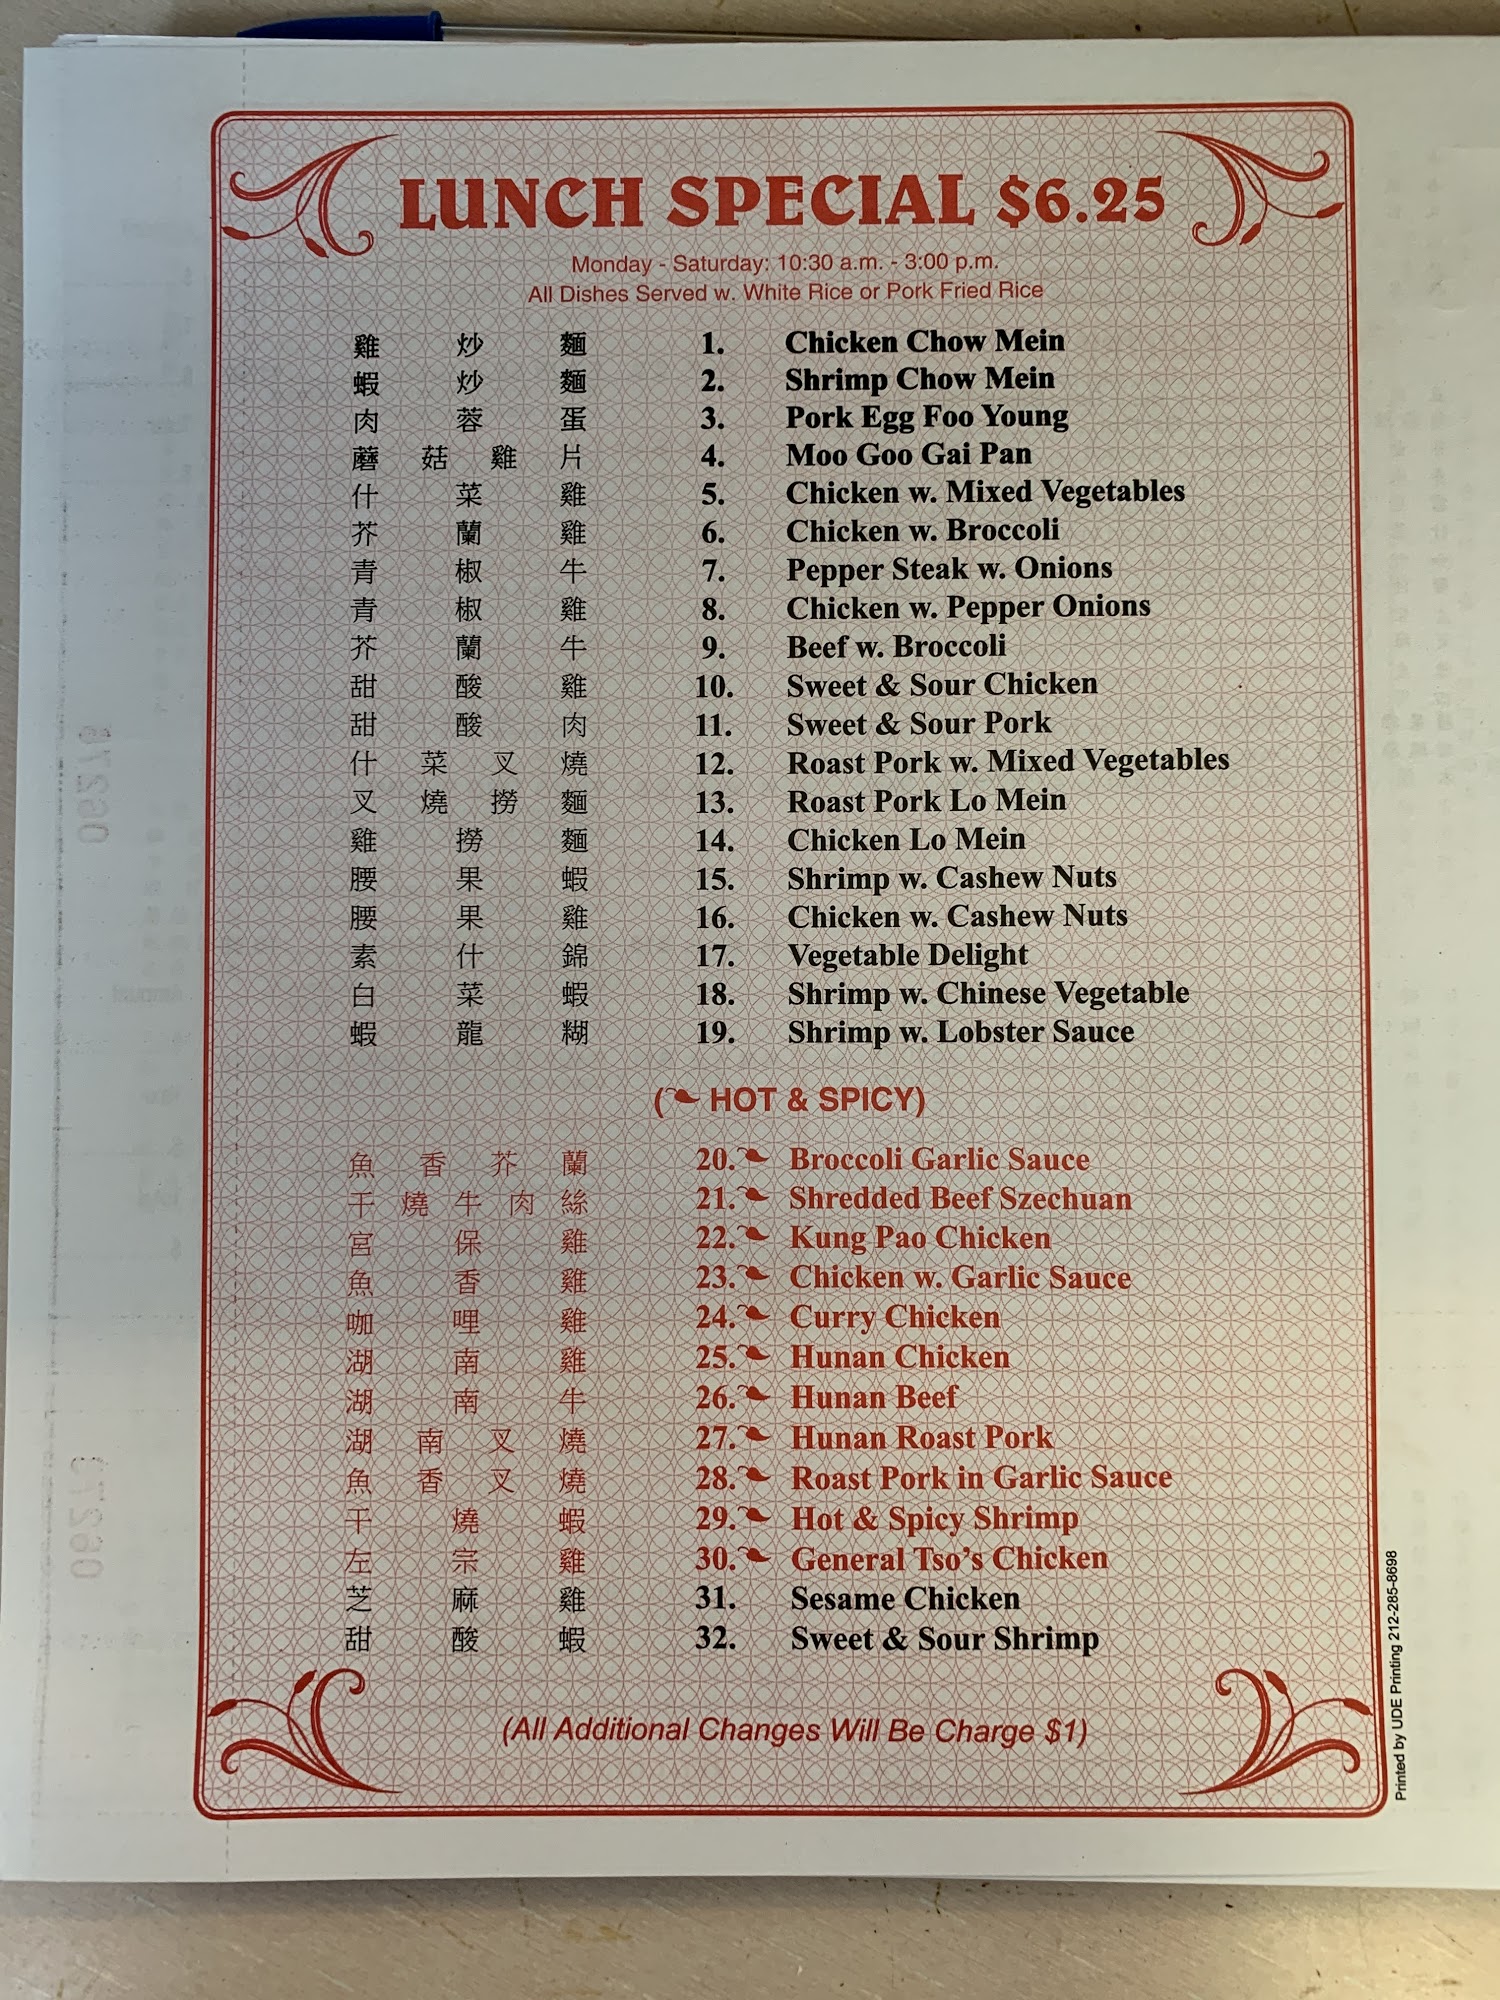 LUNCH SPECIAL $6.25
Monday - Saturday: 10:30 a.m. - 3:00 p.m.
All Dishes Served w. White Rice or Pork Fried Rice
雞炒麵 1. Chicken Chow Mein
蝦炒麵 2. Shrimp Chow Mein
肉蓉蛋 3. Pork Egg Foo Young
蘑菇雞片 4. Moo Goo Gai Pan
什菜雞 5. Chicken w. Mixed Vegetables
芥蘭雞 6. Chicken w. Broccoli
青椒牛 7. Pepper Steak w. Onions
青椒雞 8. Chicken w. Pepper Onions
芥蘭牛 9. Beef w. Broccoli
甜酸雞 10. Sweet & Sour Chicken
甜酸肉 11. Sweet & Sour Pork
什菜叉燒 12. Roast Pork w. Mixed Vegetables
叉燒撈麵 13. Roast Pork Lo Mein
雞撈麵 14. Chicken Lo Mein
腰果蝦 15. Shrimp w. Cashew Nuts
腰果雞 16. Chicken w. Cashew Nuts
素什錦 17. Vegetable Delight
白菜蝦 18. Shrimp w. Chinese Vegetable
蝦龍糊 19. Shrimp w. Lobster Sauce
(HOT & SPICY)
魚香芥蘭 20. Broccoli Garlic Sauce
干燒牛肉絲 21. Shredded Beef Szechuan
宮保雞 22. Kung Pao Chicken
魚香雞 23. Chicken w. Garlic Sauce
咖哩雞 24. Curry Chicken
湖南雞 25. Hunan Chicken
湖南牛 26. Hunan Beef
湖南叉燒 27. Hunan Roast Pork
魚香叉燒 28. Roast Pork in Garlic Sauce
干燒蝦 29. Hot & Spicy Shrimp
左宗雞 30. General Tso's Chicken
芝麻雞 31. Sesame Chicken
甜酸蝦 32. Sweet & Sour Shrimp
(All Additional Changes Will Be Charge $1)
Printed by UDE Printing 212-285-8698